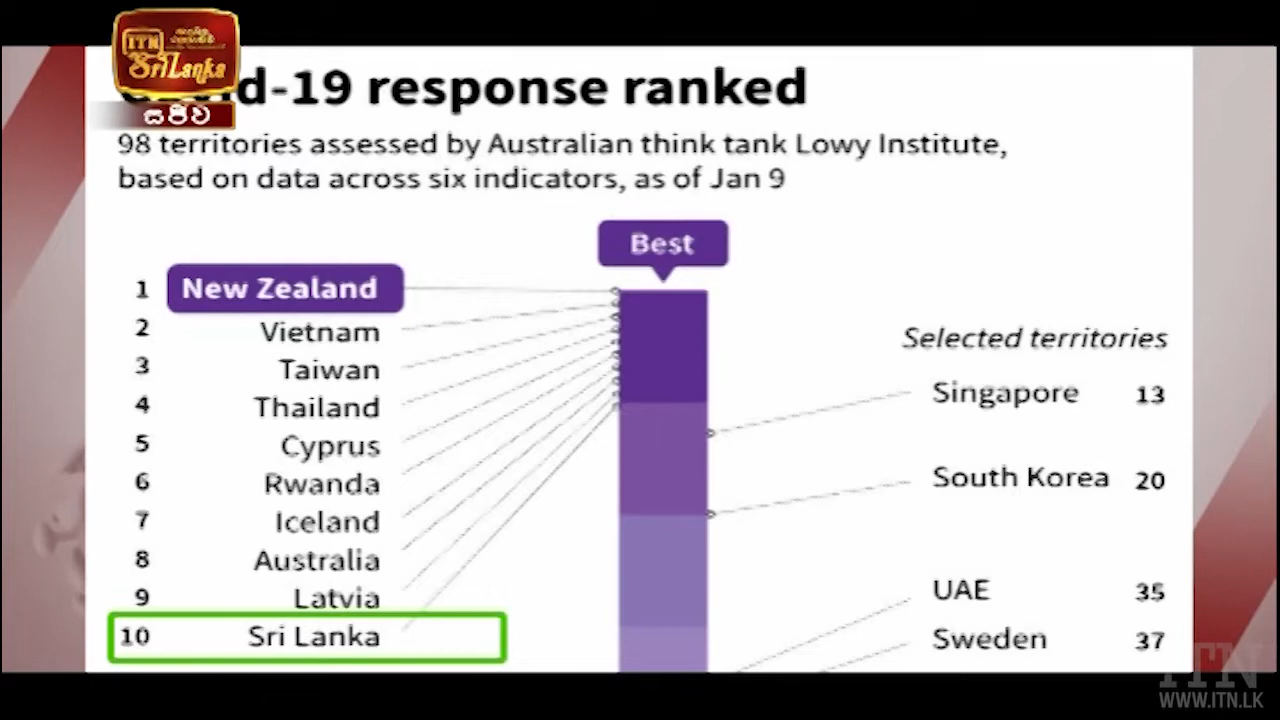 ITN
Sri Lanka
සජීව
Covid-19 response ranked
98 territories assessed by Australian think tank Lowy Institute,
based on data across six indicators, as of Jan 9
Best
1 New Zealand
2 Vietnam
3 Taiwan
4 Thailand
5 Cyprus
6 Rwanda
7 Iceland
8 Australia
9 Latvia
10 Sri Lanka
Selected territories
Singapore 13
South Korea 20
UAE 35
Sweden 37
ITN
WWW.ITN.LK